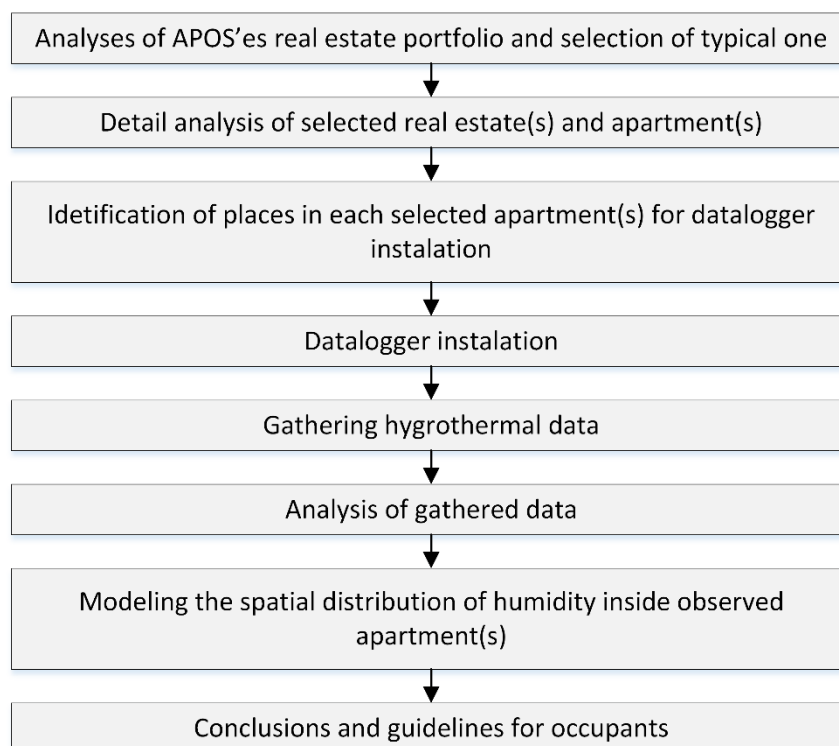 Analyses of APOS’es real estate portfolio and selection of typical one
Detail analysis of selected real estate(s) and apartment(s)
Idetification of places in each selected apartment(s) for datalogger
instalation
Datalogger instalation
Gathering hygrothermal data
Analysis of gathered data
Modeling the spatial distribution of humidity inside observed
apartment(s)
Conclusions and guidelines for occupants